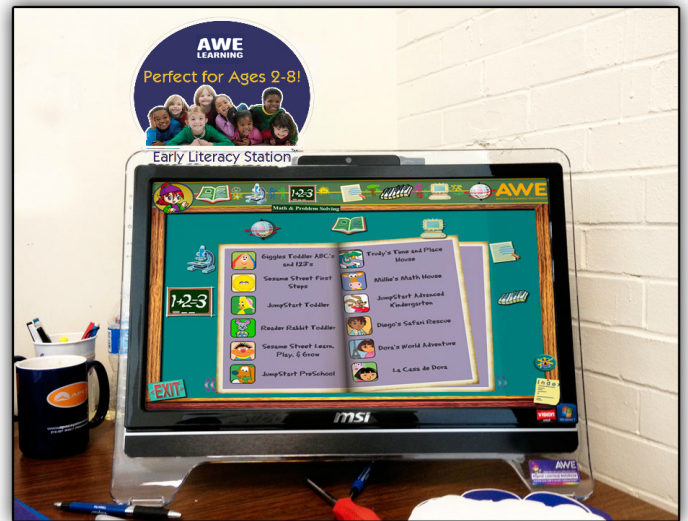 AWE
LEARNING
Perfect for Ages 2-8!
Early Literacy Station
1+2=3
AWE
Math & Problem Solving
Giggles Toddler ABC's
and 123's
Sesame Street First
Steps
JumpStart Toddler
Reader Rabbit Toddler
Sesame Street Learn,
Play, & Grow
JumpStart PreSchool
Trudy's Time and Place
House
Millie's Math House
JumpStart Advanced
Kindergarten
Diego's Safari Rescue
Dora's World Adventure
La Casa de Dora
1+2=3
EXIT
Index
msi
VISION
AWE